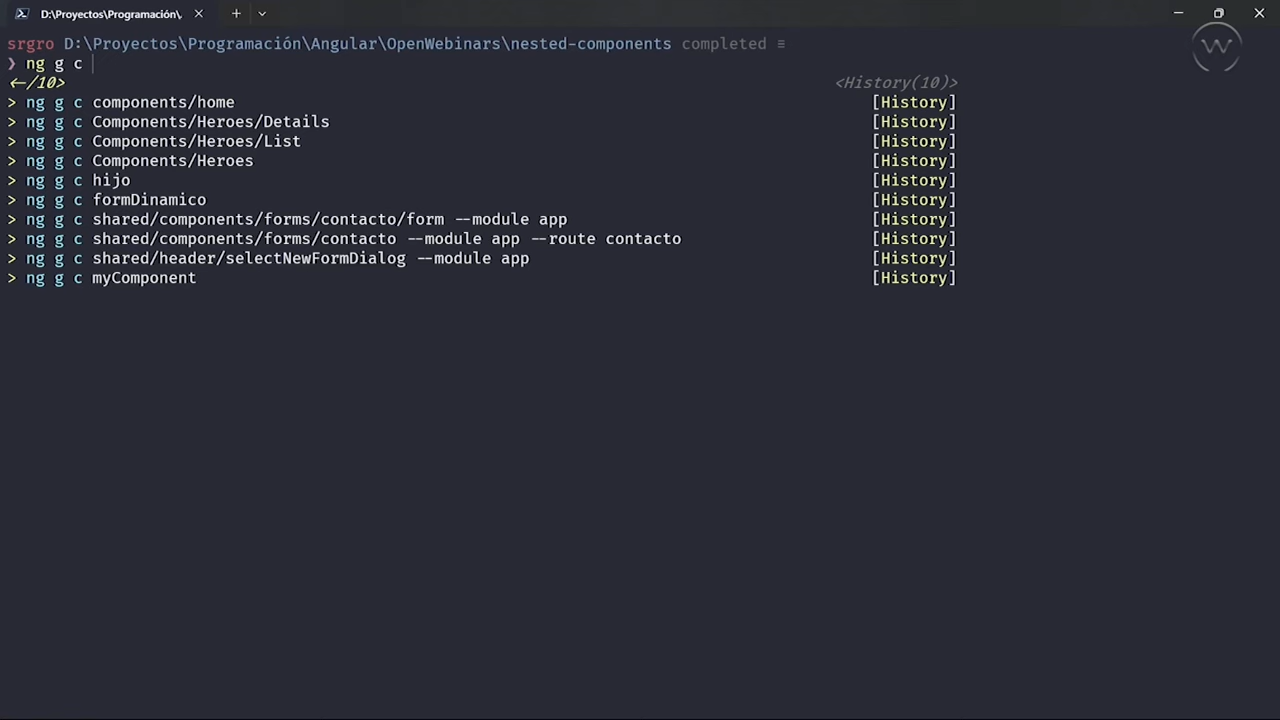 D:\Proyectos\Programación\,
srgro D:\Proyectos\Programación\Angular\OpenWebinars\nested-components completed ≡
❯ ng g c
<-/10> <History(10)>
> ng g c components/home [History]
> ng g c Components/Heroes/Details [History]
> ng g c Components/Heroes/List [History]
> ng g c Components/Heroes [History]
> ng g c hijo [History]
> ng g c formDinamico [History]
> ng g c shared/components/forms/contacto/form --module app [History]
> ng g c shared/components/forms/contacto --module app --route contacto [History]
> ng g c shared/header/selectNewFormDialog --module app [History]
> ng g c myComponent [History]